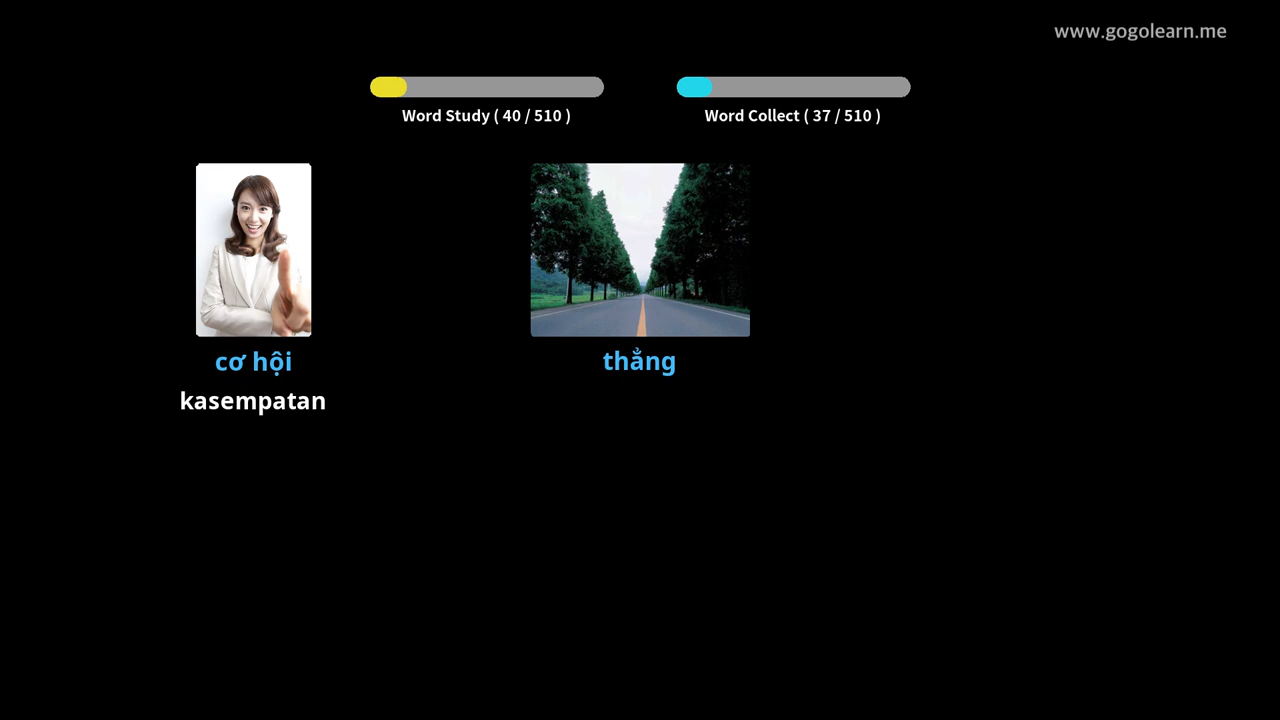 www.gogolearn.me
Word Study ( 40 / 510 )
Word Collect ( 37 / 510 )
cơ hội
thẳng
kasempatan